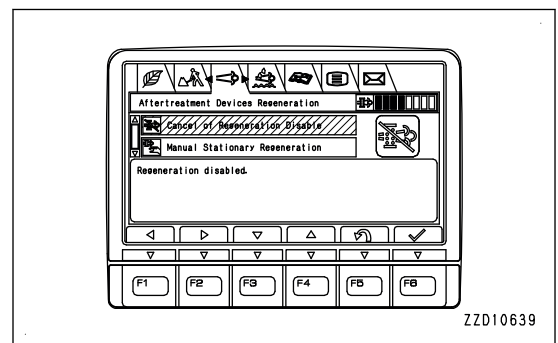 Aftertreatment Devices Regeneration
Cancel of Regeneration Disable
Manual Stationary Regeneration
Regeneration disabled.
F1 F2 F3 F4 F5 F6
ZZD10639